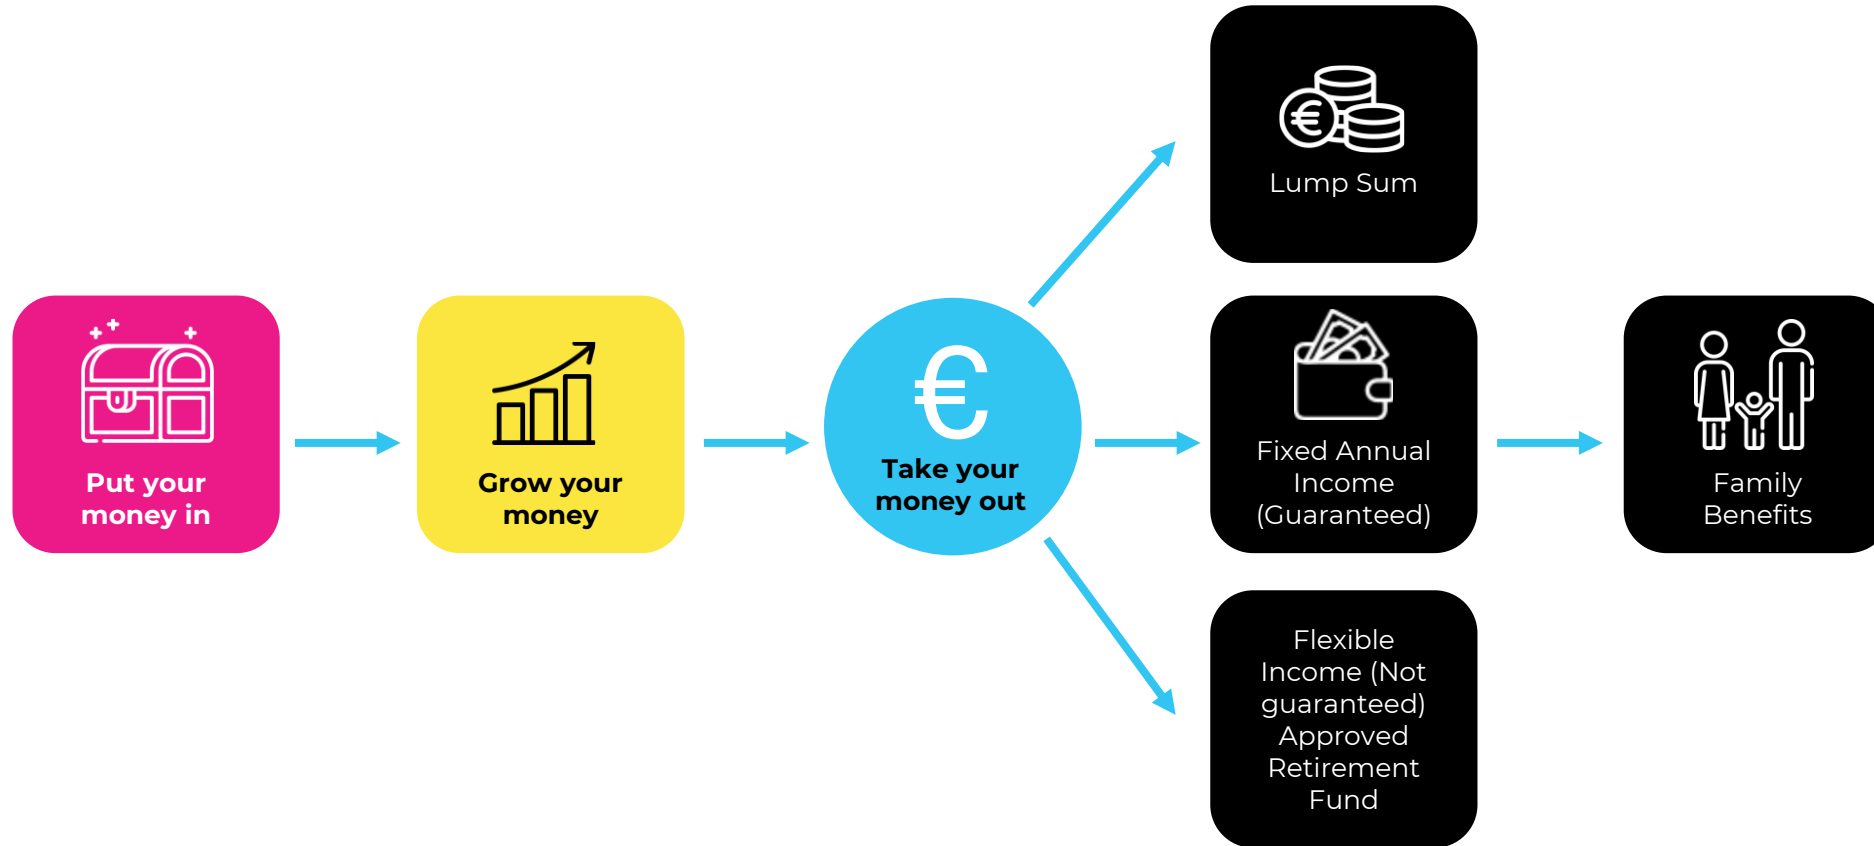 Put your
money in
Grow your
money
€
Take your
money out
€
Lump Sum
Fixed Annual
Income
(Guaranteed)
Flexible
Income (Not
guaranteed)
Approved
Retirement
Fund
Family
Benefits